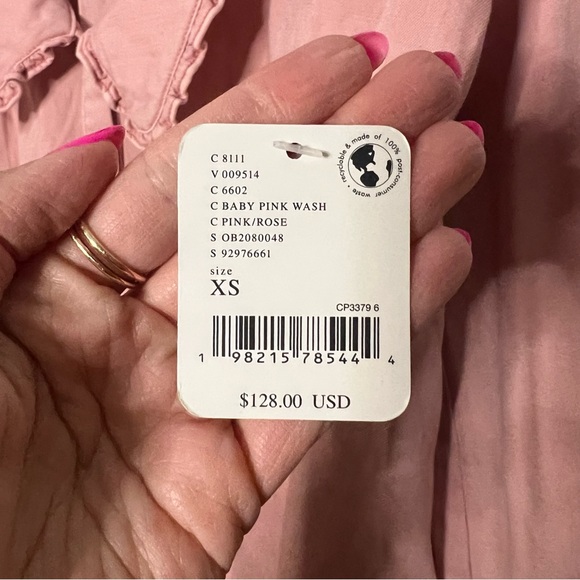 recyclable & made of 100% post-consumer waste •
C 8111
V 009514
C 6602
C BABY PINK WASH
C PINK/ROSE
S OB2080048
S 92976661
size
XS
CP3379 6
1 98215 78544 4
$128.00 USD